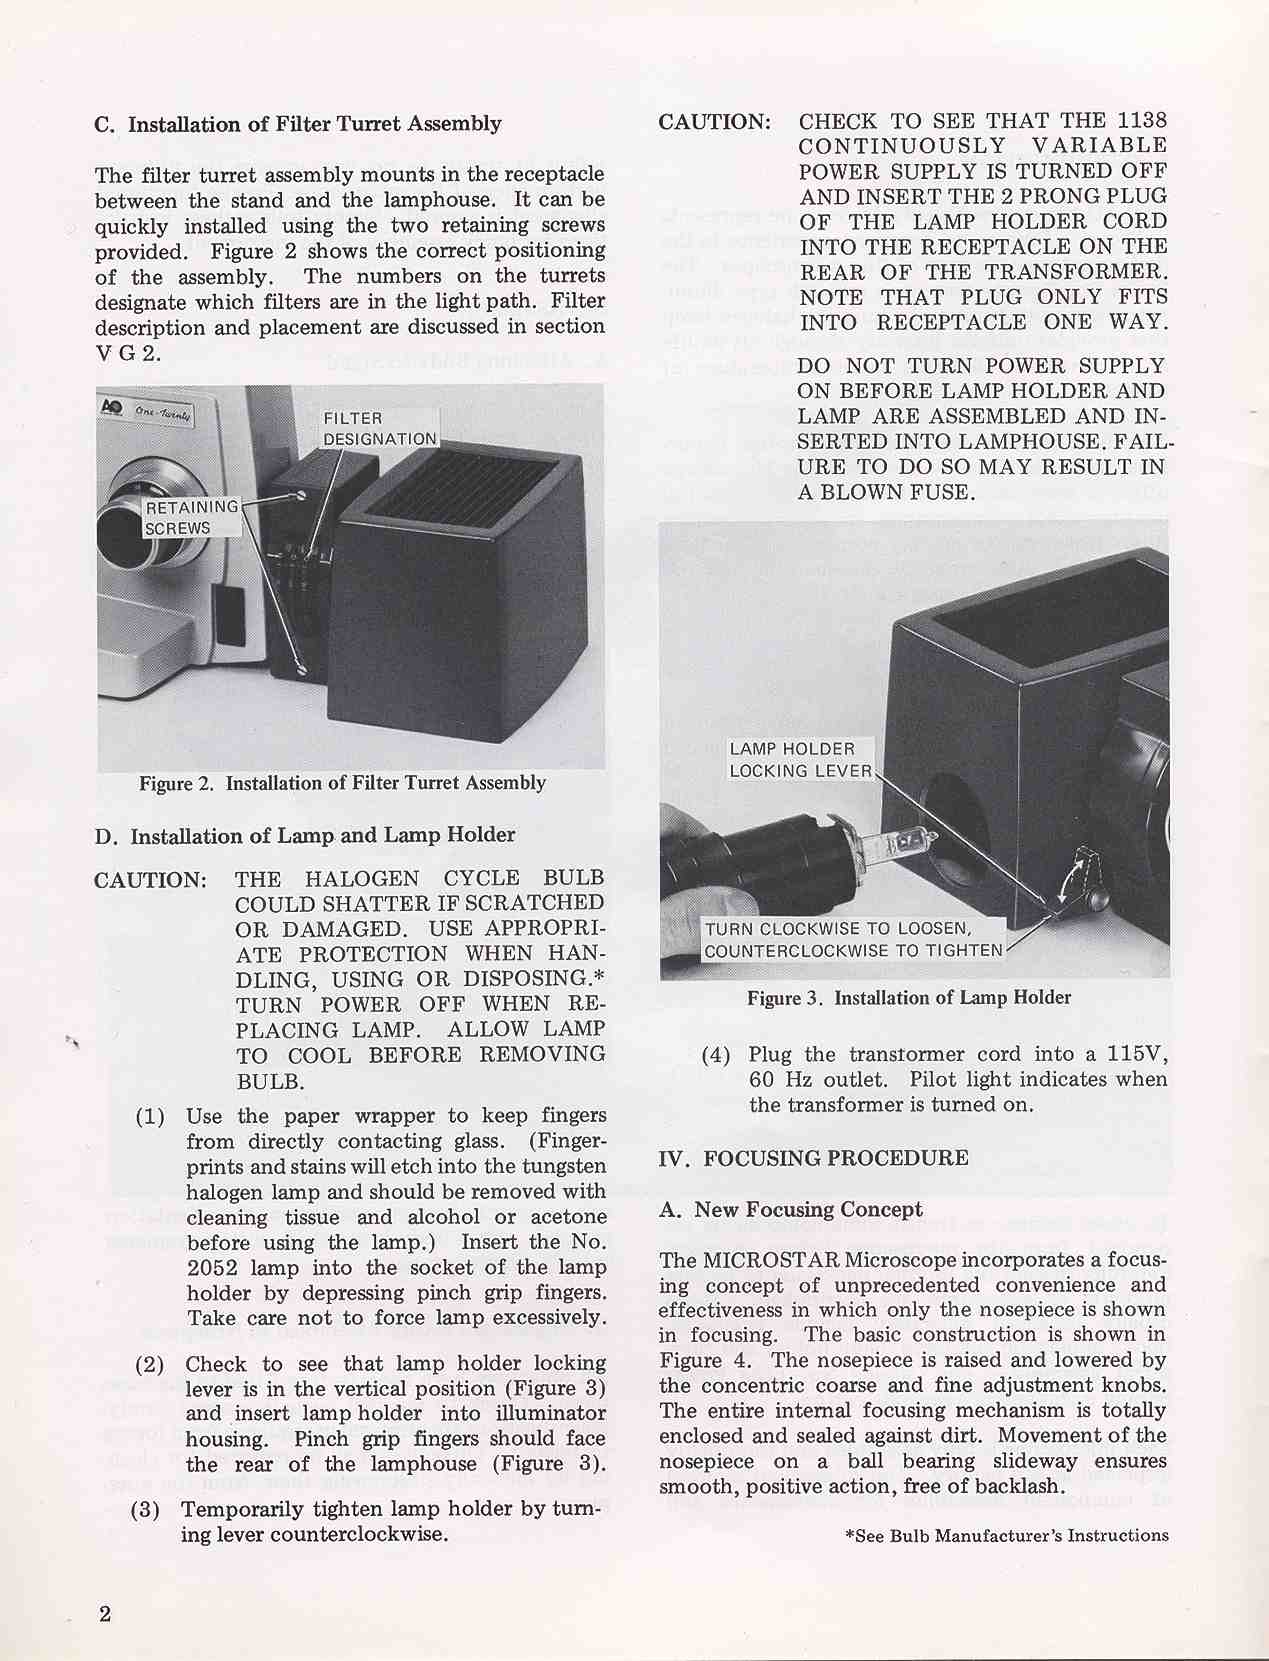 C. Installation of Filter Turret Assembly
The filter turret assembly mounts in the receptacle
between the stand and the lamphouse. It can be
quickly installed using the two retaining screws
provided. Figure 2 shows the correct positioning
of the assembly. The numbers on the turrets
designate which filters are in the light path. Filter
description and placement are discussed in section
V G 2.
AO One-Twenty
FILTER
DESIGNATION
RETAINING
SCREWS
Figure 2. Installation of Filter Turret Assembly
D. Installation of Lamp and Lamp Holder
CAUTION: THE HALOGEN CYCLE BULB
COULD SHATTER IF SCRATCHED
OR DAMAGED. USE APPROPRI-
ATE PROTECTION WHEN HAN-
DLING, USING OR DISPOSING.*
TURN POWER OFF WHEN RE-
PLACING LAMP. ALLOW LAMP
TO COOL BEFORE REMOVING
BULB.
(1) Use the paper wrapper to keep fingers
from directly contacting glass. (Finger-
prints and stains will etch into the tungsten
halogen lamp and should be removed with
cleaning tissue and alcohol or acetone
before using the lamp.) Insert the No.
2052 lamp into the socket of the lamp
holder by depressing pinch grip fingers.
Take care not to force lamp excessively.
(2) Check to see that lamp holder locking
lever is in the vertical position (Figure 3)
and insert lamp holder into illuminator
housing. Pinch grip fingers should face
the rear of the lamphouse (Figure 3).
(3) Temporarily tighten lamp holder by turn-
ing lever counterclockwise.
2
CAUTION: CHECK TO SEE THAT THE 1138
CONTINUOUSLY VARIABLE
POWER SUPPLY IS TURNED OFF
AND INSERT THE 2 PRONG PLUG
OF THE LAMP HOLDER CORD
INTO THE RECEPTACLE ON THE
REAR OF THE TRANSFORMER.
NOTE THAT PLUG ONLY FITS
INTO RECEPTACLE ONE WAY.
DO NOT TURN POWER SUPPLY
ON BEFORE LAMP HOLDER AND
LAMP ARE ASSEMBLED AND IN-
SERTED INTO LAMPHOUSE. FAIL-
URE TO DO SO MAY RESULT IN
A BLOWN FUSE.
LAMP HOLDER
LOCKING LEVER
TURN CLOCKWISE TO LOOSEN,
COUNTERCLOCKWISE TO TIGHTEN
Figure 3. Installation of Lamp Holder
(4) Plug the transformer cord into a 115V,
60 Hz outlet. Pilot light indicates when
the transformer is turned on.
IV. FOCUSING PROCEDURE
A. New Focusing Concept
The MICROSTAR Microscope incorporates a focus-
ing concept of unprecedented convenience and
effectiveness in which only the nosepiece is shown
in focusing. The basic construction is shown in
Figure 4. The nosepiece is raised and lowered by
the concentric coarse and fine adjustment knobs.
The entire internal focusing mechanism is totally
enclosed and sealed against dirt. Movement of the
nosepiece on a ball bearing slideway ensures
smooth, positive action, free of backlash.
*See Bulb Manufacturer's Instructions